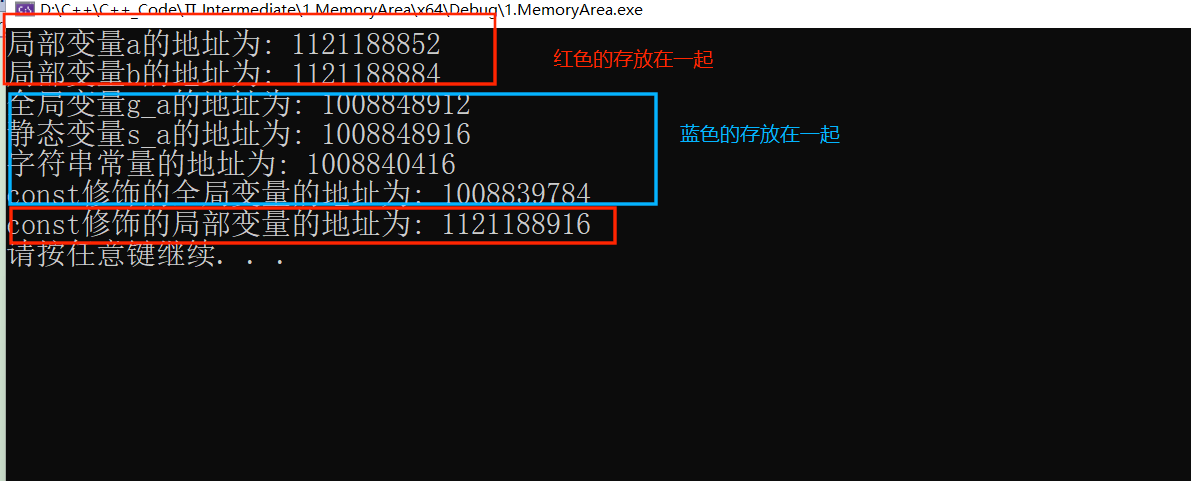 D:\C++\C++_Code\II Intermediate\1.MemoryArea\x64\Debug\1.MemoryArea.exe
局部变量a的地址为: 1121188852
局部变量b的地址为: 1121188884
红色的存放在一起
全局变量g_a的地址为: 1008848912
静态变量s_a的地址为: 1008848916
蓝色的存放在一起
字符串常量的地址为: 1008840416
const修饰的全局变量的地址为: 1008839784
const修饰的局部变量的地址为: 1121188916
请按任意键继续. . .